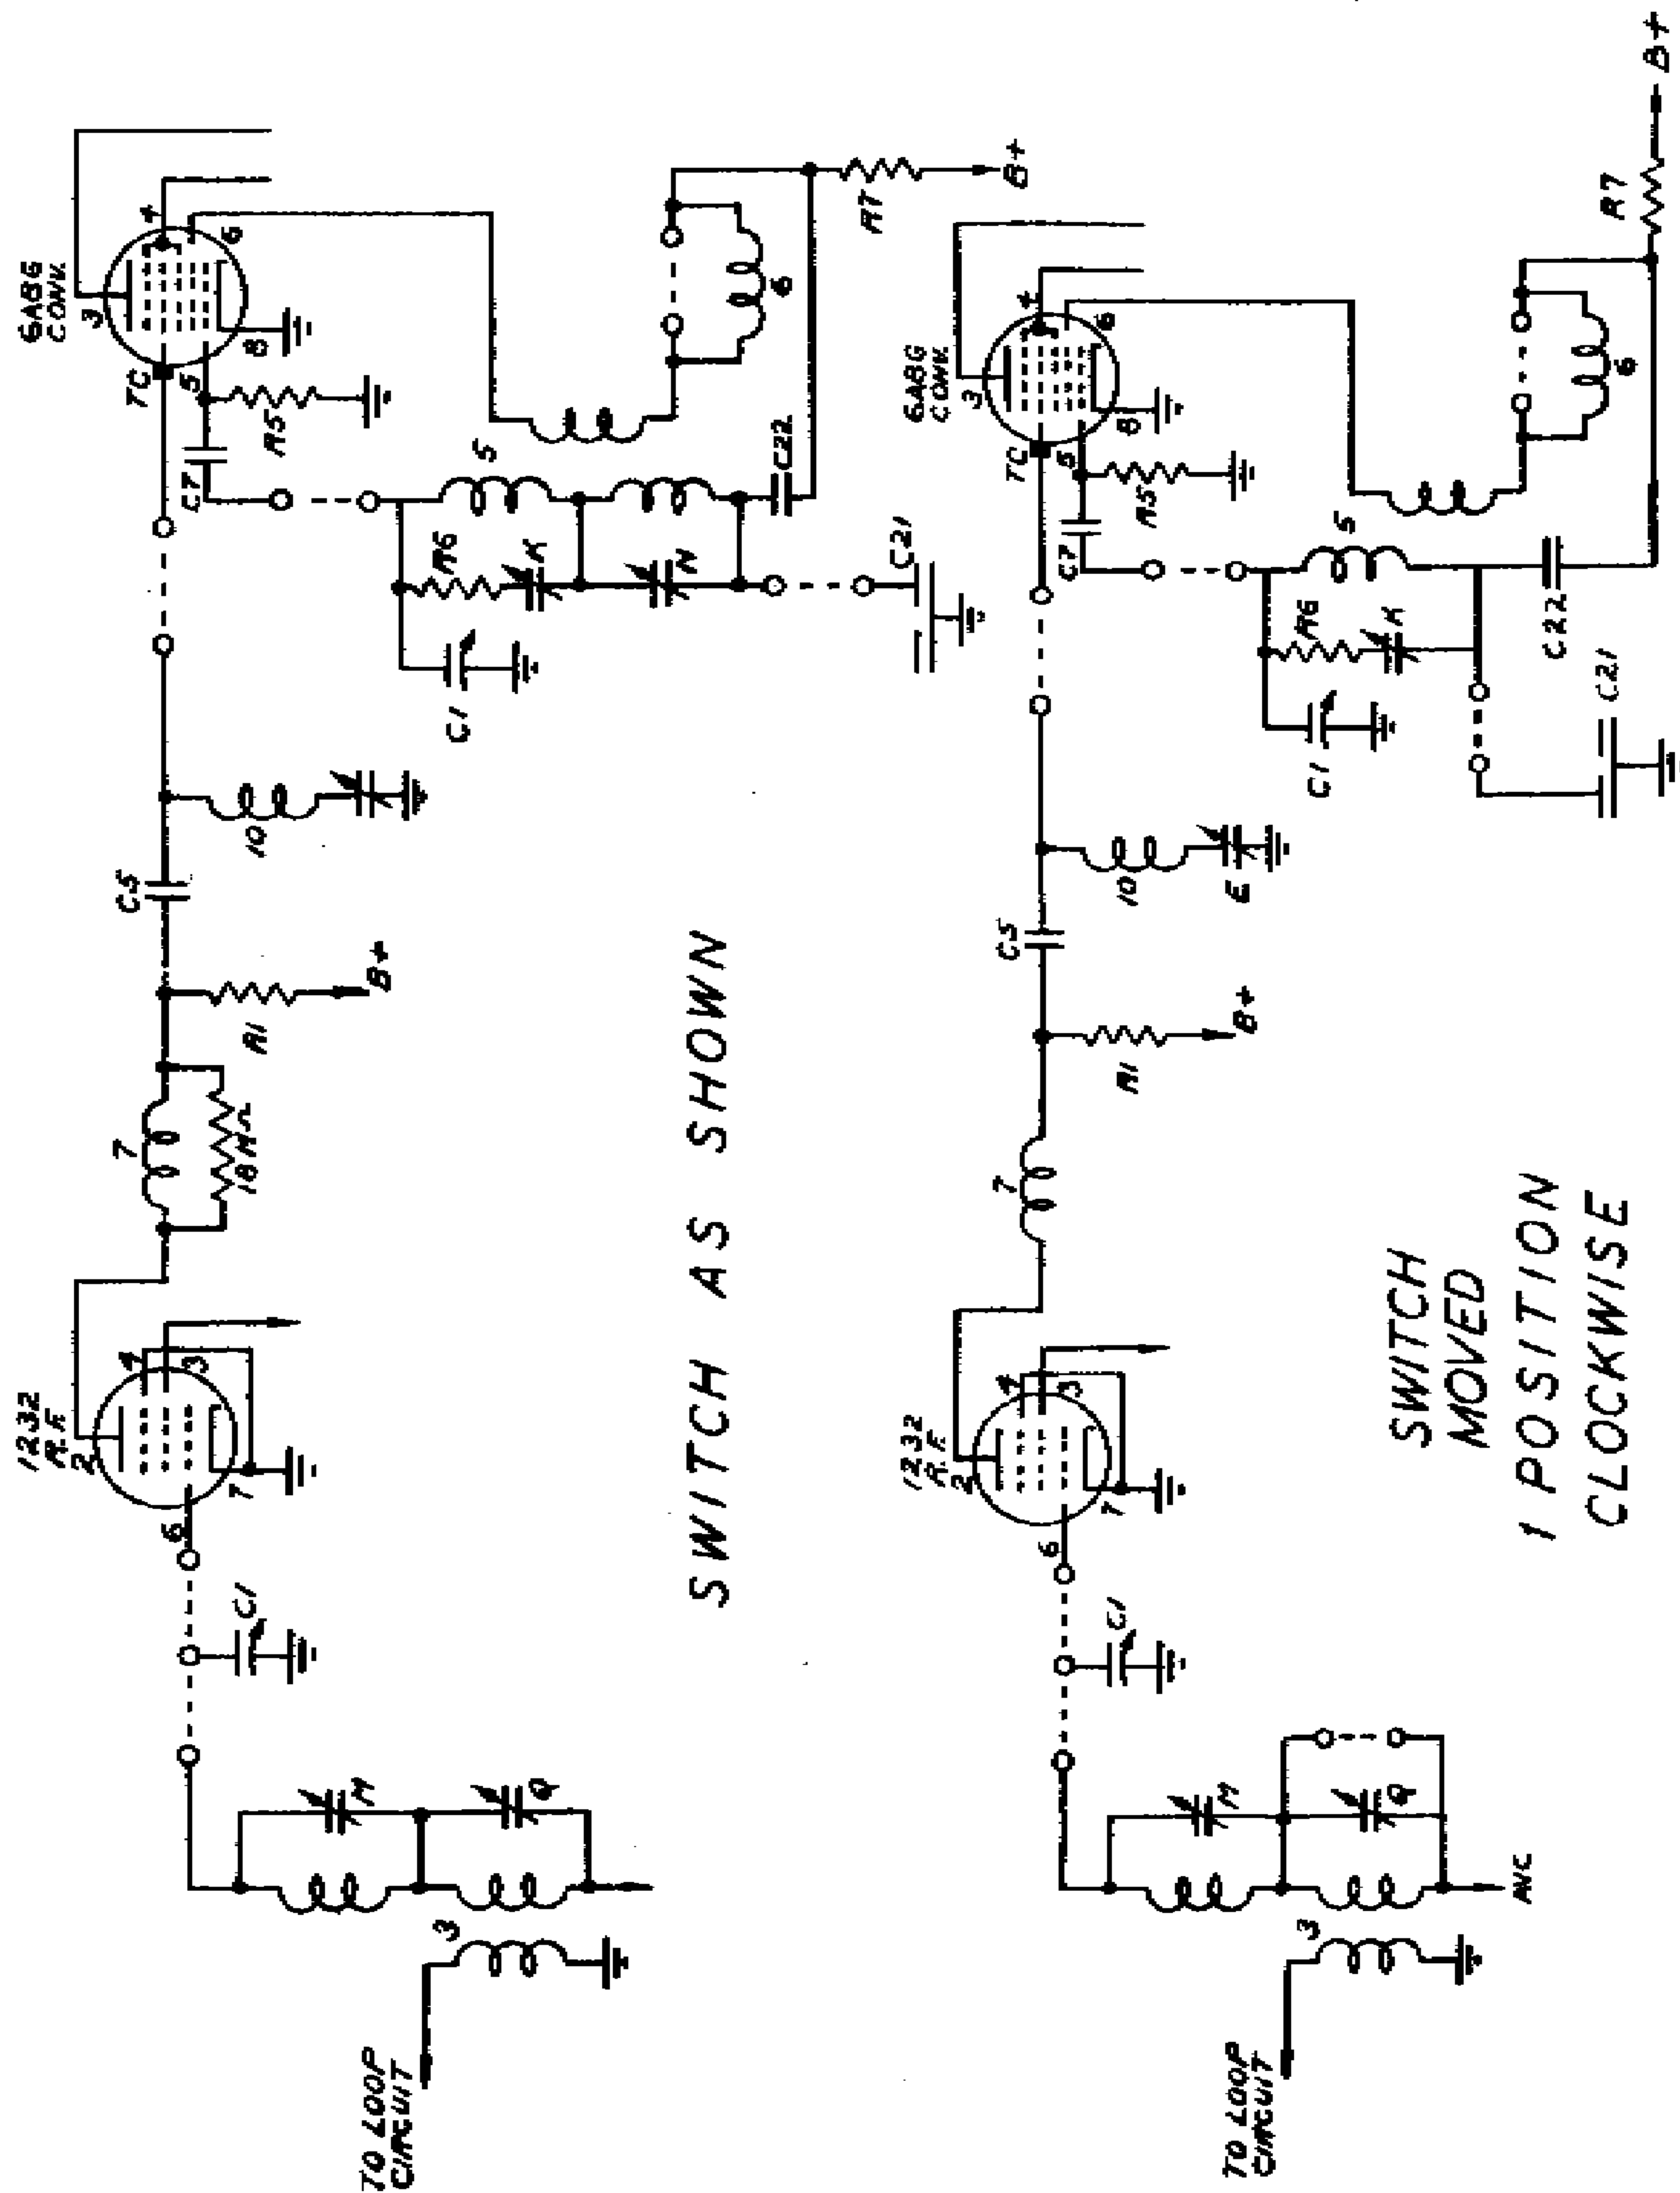 TO LOOP
CIRCUIT
3
M
Q
C1
6
1232
R.F.
2
4
3
7
7
18MΩ
R1
B+
C5
10
6A8G
CONV.
3
TC
4
5
6
8
C7
R5
5
R6
K
N
C1
C21
C22
6
R7
B+
SWITCH AS SHOWN
TO LOOP
CIRCUIT
3
M
Q
AVC
C1
6
1232
R.F.
2
4
3
7
7
R1
B+
C5
10
E
6A8G
CONV.
3
TC
4
5
6
8
C7
R5
5
R6
K
C1
C21
C22
6
R7
B+
SWITCH
MOVED
1 POSITION
CLOCKWISE